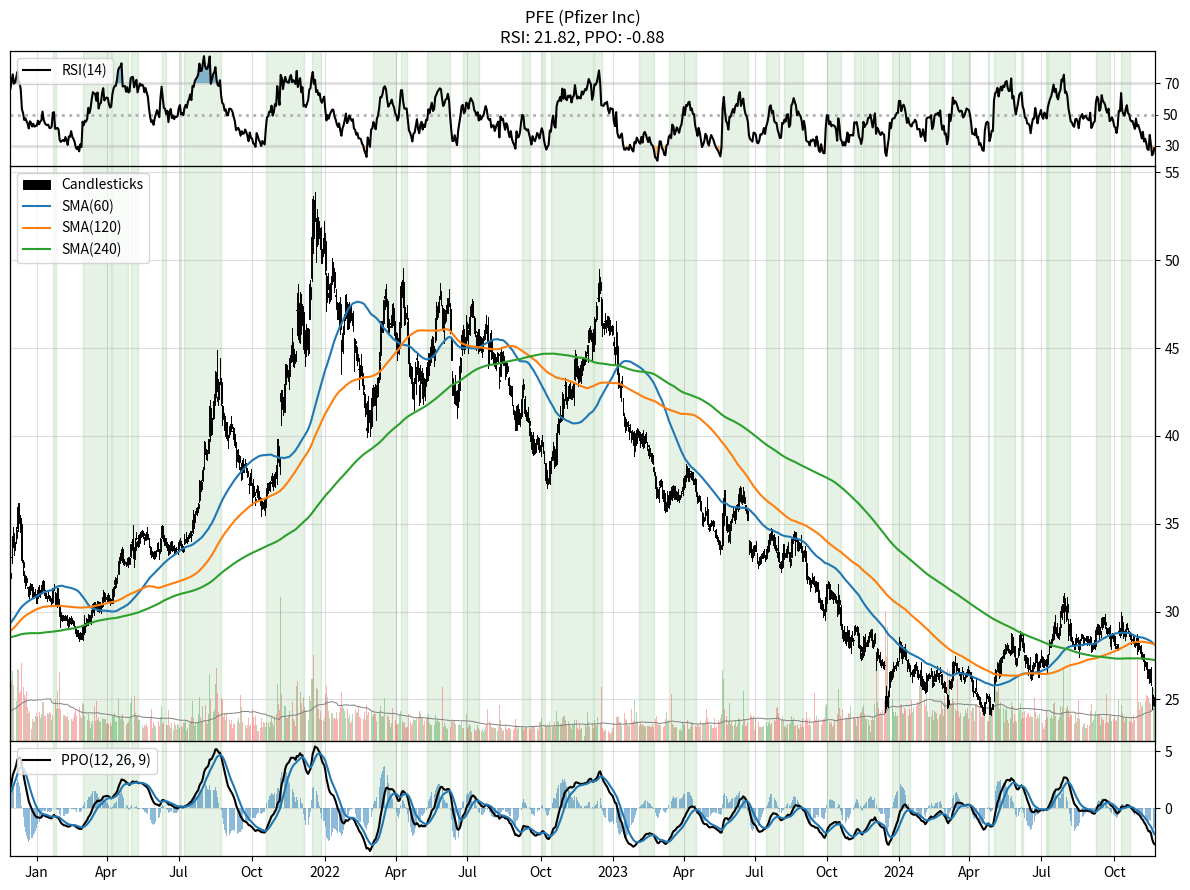 PFE (Pfizer Inc)
RSI: 21.82, PPO: -0.88
RSI(14)
70
50
30
Candlesticks
SMA(60)
SMA(120)
SMA(240)
55
50
45
40
35
30
25
PPO(12, 26, 9)
5
0
Jan Apr Jul Oct 2022 Apr Jul Oct 2023 Apr Jul Oct 2024 Apr Jul Oct